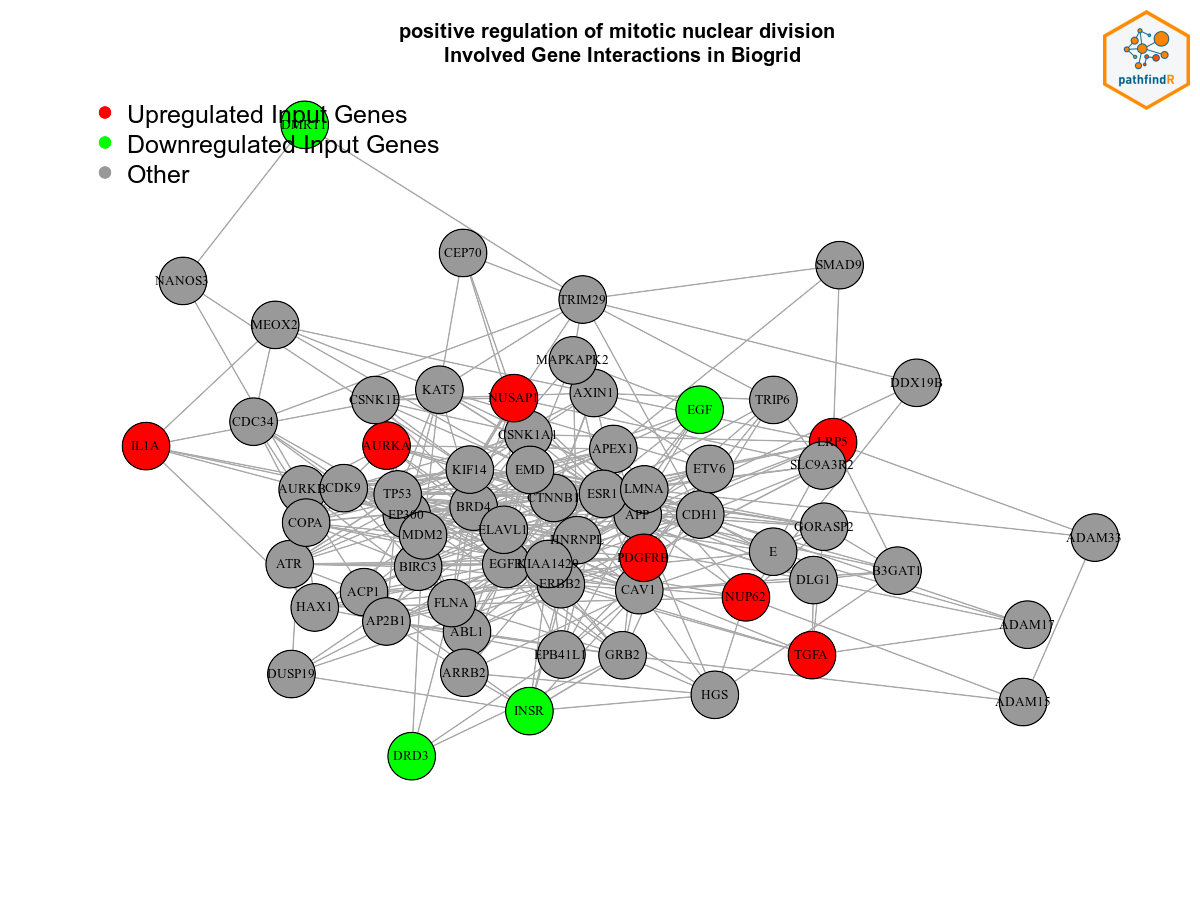 positive regulation of mitotic nuclear division
Involved Gene Interactions in Biogrid
pathfindR
Upregulated Input Genes
DMRT1
Downregulated Input Genes
Other
CEP70
SMAD9
NANOS3
TRIM29
MEOX2
MAPKAPK2
DDX19B
KAT5
AXIN1
NUSAP1
CSNK1E
TRIP6
EGF
CDC34
CSNK1A1
IL1A
AURKA
LRP5
APEX1
SLC9A3R2
KIF14
EMD
ETV6
AURKB
CDK9
TP53
CTNNB1
ESR1
LMNA
BRD4
EP300
APP
CDH1
COPA
ELAVL1
GORASP2
MDM2
HNRNPL
ADAM33
E
PDGFRB
ATR
BIRC3
EGFR
KIAA1429
B3GAT1
DLG1
ERBB2
ACP1
CAV1
NUP62
HAX1
FLNA
AP2B1
ABL1
ADAM17
EPB41L1
GRB2
TGFA
DUSP19
ARRB2
HGS
ADAM15
INSR
DRD3